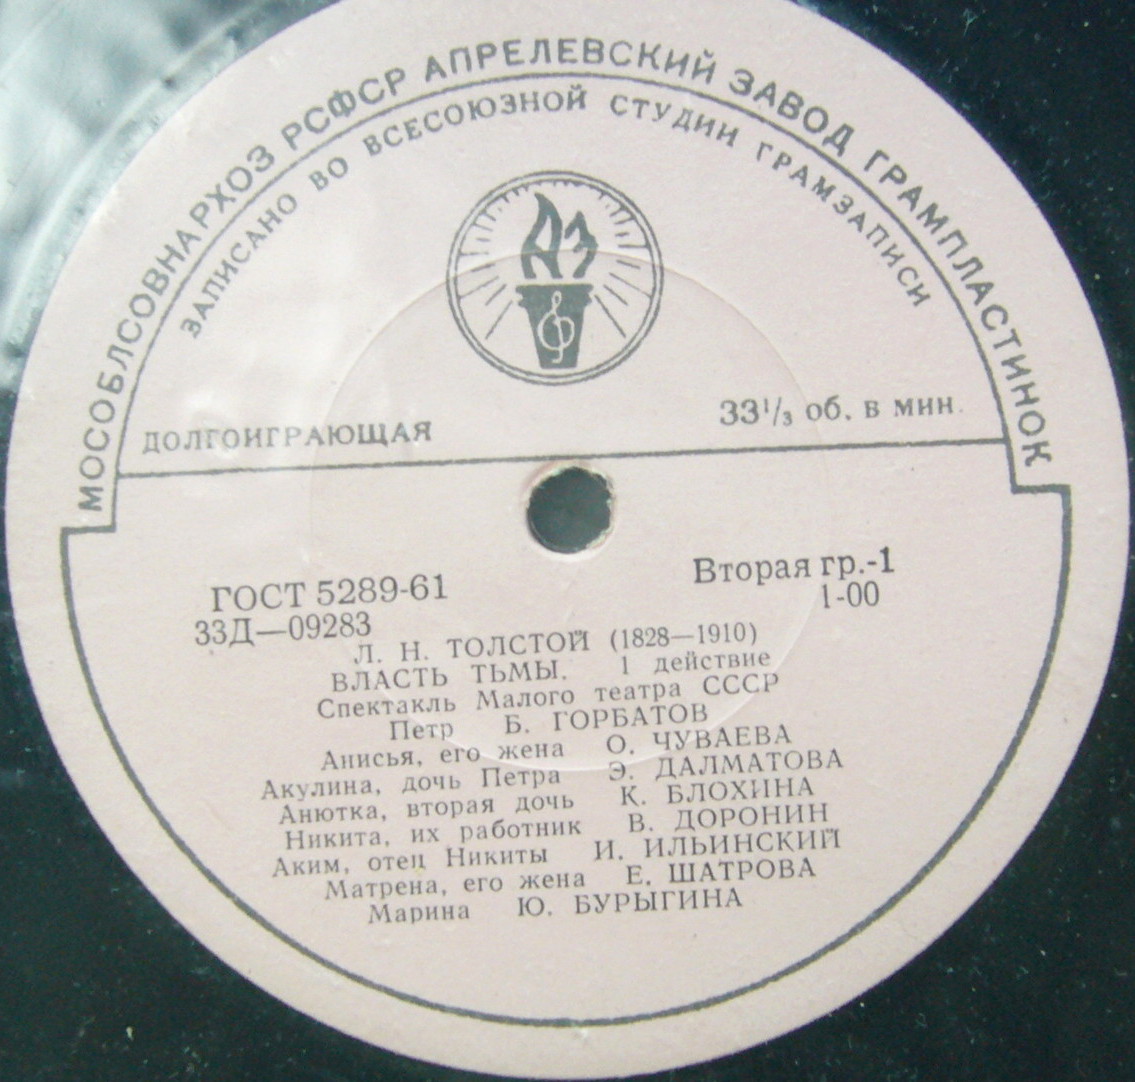 МОСОБЛСОВНАРХОЗ РСФСР АПРЕЛЕВСКИЙ ЗАВОД ГРАМПЛАСТИНОК
ЗАПИСАНО ВО ВСЕСОЮЗНОЙ СТУДИИ ГРАМЗАПИСИ
АЗ
ДОЛГОИГРАЮЩАЯ
33⅓ об. в мин.
ГОСТ 5289-61
Вторая гр.-1
33Д—09283
1-00
Л. Н. ТОЛСТОЙ (1828—1910)
ВЛАСТЬ ТЬМЫ. 1 действие
Спектакль Малого театра СССР
Петр Б. ГОРБАТОВ
Анисья, его жена О. ЧУВАЕВА
Акулина, дочь Петра Э. ДАЛМАТОВА
Анютка, вторая дочь К. БЛОХИНА
Никита, их работник В. ДОРОНИН
Аким, отец Никиты И. ИЛЬИНСКИЙ
Матрена, его жена Е. ШАТРОВА
Марина Ю. БУРЫГИНА